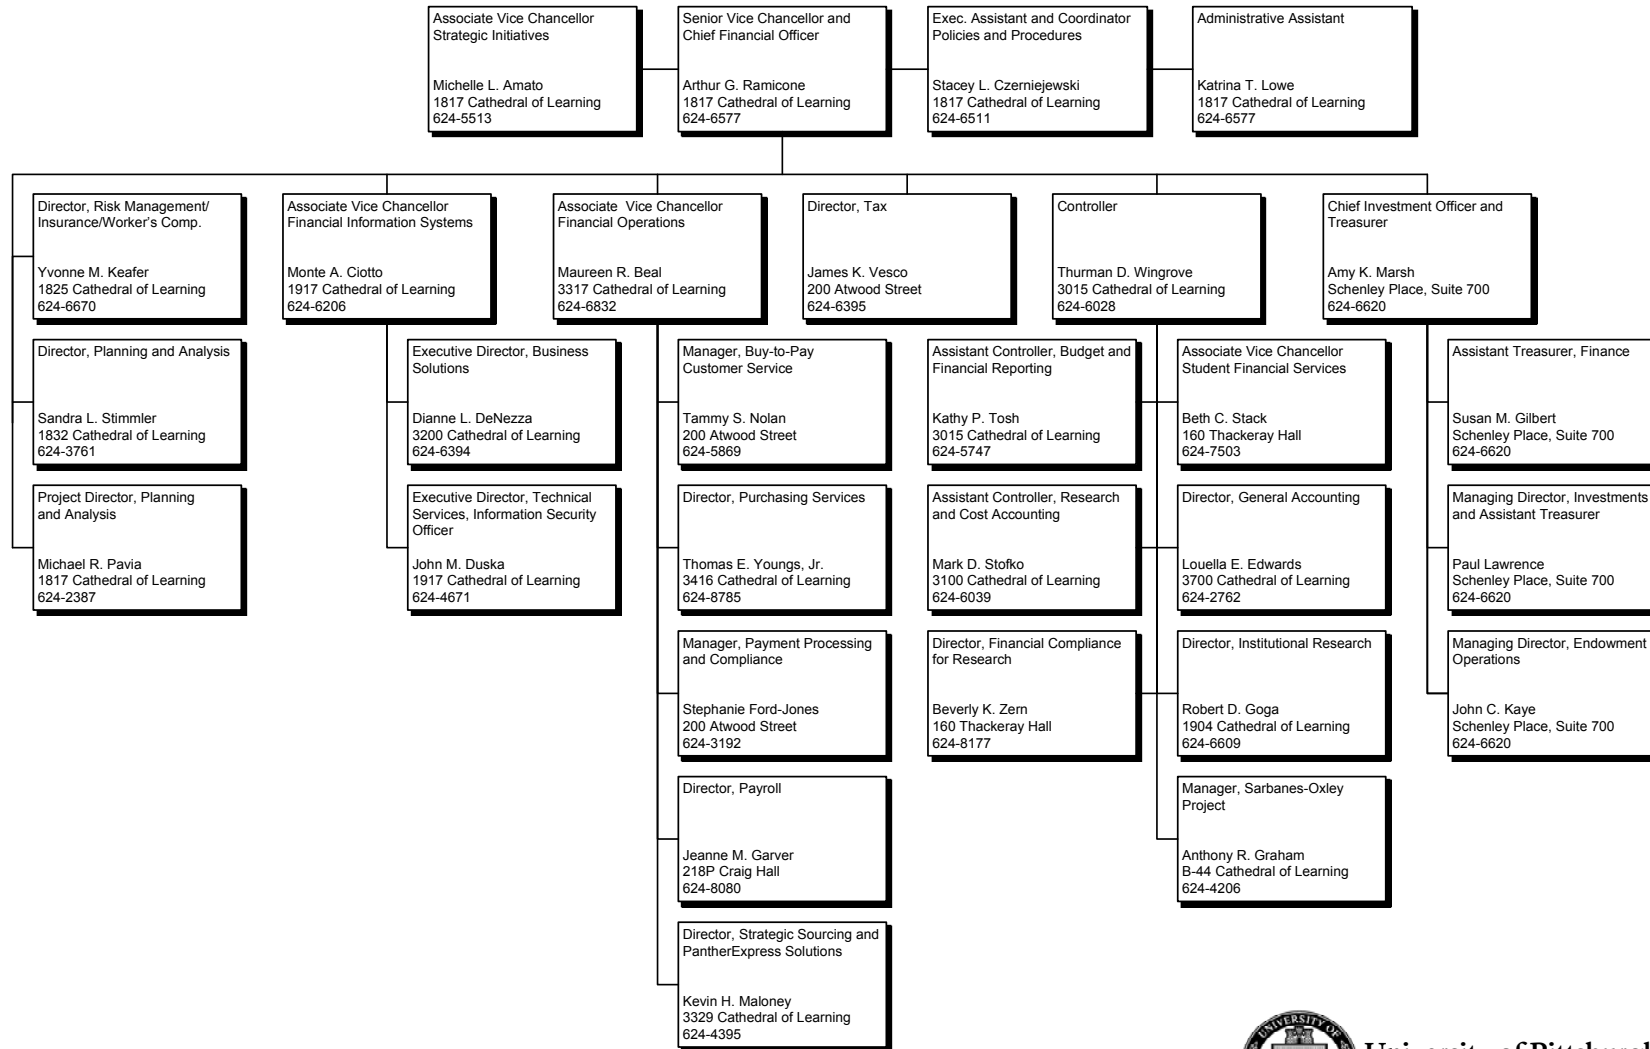 Associate Vice Chancellor
Strategic Initiatives
Michelle L. Amato
1817 Cathedral of Learning
624-5513
Senior Vice Chancellor and
Chief Financial Officer
Arthur G. Ramicone
1817 Cathedral of Learning
624-6577
Exec. Assistant and Coordinator
Policies and Procedures
Stacey L. Czerniejewski
1817 Cathedral of Learning
624-6511
Administrative Assistant
Katrina T. Lowe
1817 Cathedral of Learning
624-6577
Director, Risk Management/
Insurance/Worker's Comp.
Yvonne M. Keafer
1825 Cathedral of Learning
624-6670
Associate Vice Chancellor
Financial Information Systems
Monte A. Ciotto
1917 Cathedral of Learning
624-6206
Associate  Vice Chancellor
Financial Operations
Maureen R. Beal
3317 Cathedral of Learning
624-6832
Director, Tax
James K. Vesco
200 Atwood Street
624-6395
Controller
Thurman D. Wingrove
3015 Cathedral of Learning
624-6028
Chief Investment Officer and
Treasurer
Amy K. Marsh
Schenley Place, Suite 700
624-6620
Director, Planning and Analysis
Sandra L. Stimmler
1832 Cathedral of Learning
624-3761
Executive Director, Business
Solutions
Dianne L. DeNezza
3200 Cathedral of Learning
624-6394
Manager, Buy-to-Pay
Customer Service
Tammy S. Nolan
200 Atwood Street
624-5869
Assistant Controller, Budget and
Financial Reporting
Kathy P. Tosh
3015 Cathedral of Learning
624-5747
Associate Vice Chancellor
Student Financial Services
Beth C. Stack
160 Thackeray Hall
624-7503
Assistant Treasurer, Finance
Susan M. Gilbert
Schenley Place, Suite 700
624-6620
Project Director, Planning
and Analysis
Michael R. Pavia
1817 Cathedral of Learning
624-2387
Executive Director, Technical
Services, Information Security
Officer
John M. Duska
1917 Cathedral of Learning
624-4671
Director, Purchasing Services
Thomas E. Youngs, Jr.
3416 Cathedral of Learning
624-8785
Assistant Controller, Research
and Cost Accounting
Mark D. Stofko
3100 Cathedral of Learning
624-6039
Director, General Accounting
Louella E. Edwards
3700 Cathedral of Learning
624-2762
Managing Director, Investments
and Assistant Treasurer
Paul Lawrence
Schenley Place, Suite 700
624-6620
Manager, Payment Processing
and Compliance
Stephanie Ford-Jones
200 Atwood Street
624-3192
Director, Financial Compliance
for Research
Beverly K. Zern
160 Thackeray Hall
624-8177
Director, Institutional Research
Robert D. Goga
1904 Cathedral of Learning
624-6609
Managing Director, Endowment
Operations
John C. Kaye
Schenley Place, Suite 700
624-6620
Director, Payroll
Jeanne M. Garver
218P Craig Hall
624-8080
Manager, Sarbanes-Oxley
Project
Anthony R. Graham
B-44 Cathedral of Learning
624-4206
Director, Strategic Sourcing and
PantherExpress Solutions
Kevin H. Maloney
3329 Cathedral of Learning
624-4395
UNIVERSITY OF